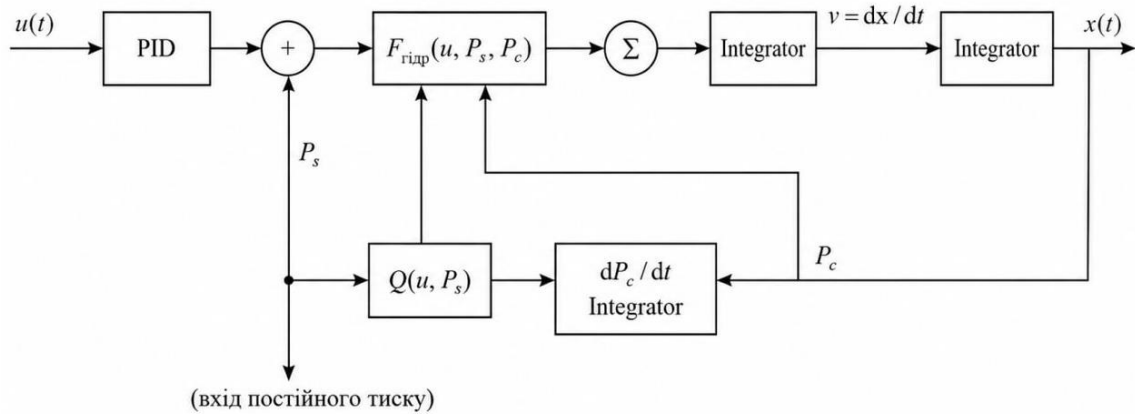 u(t)
PID
+
F_гідр(u, P_s, P_c)
Σ
Integrator
v = dx / dt
Integrator
x(t)
P_s
Q(u, P_s)
dP_c / dt
Integrator
P_c
(вхід постійного тиску)